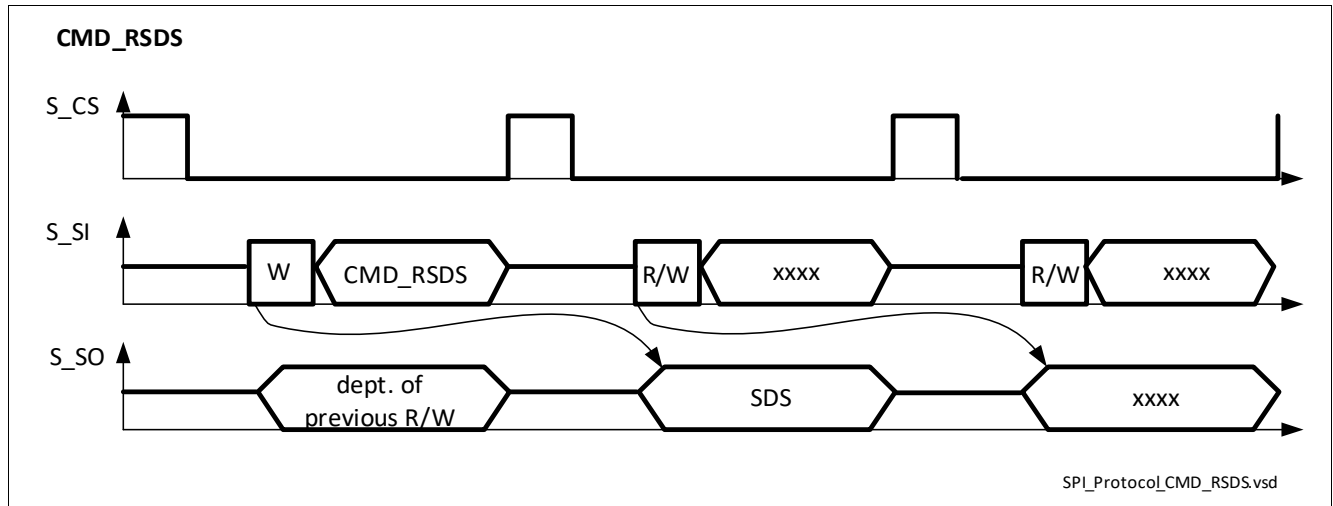 CMD_RSDS
S_CS
S_SI
W
CMD_RSDS
R/W
xxxx
R/W
xxxx
S_SO
dept. of
previous R/W
SDS
xxxx
SPI_Protocol_CMD_RSDS.vsd